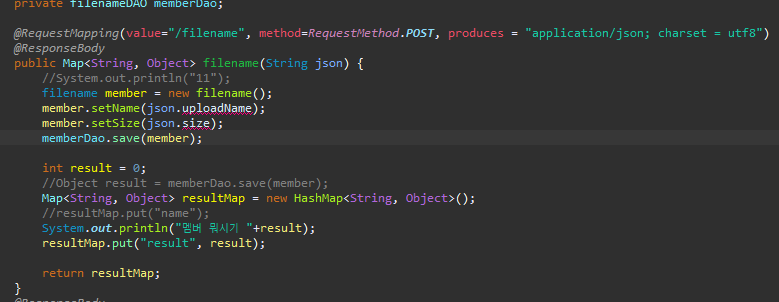 private filenameDAO memberDao;
@RequestMapping(value="/filename", method=RequestMethod.POST, produces = "application/json; charset = utf8")
@ResponseBody
public Map<String, Object> filename(String json) {
//System.out.println("11");
filename member = new filename();
member.setName(json.uploadName);
member.setSize(json.size);
memberDao.save(member);
int result = 0;
//Object result = memberDao.save(member);
Map<String, Object> resultMap = new HashMap<String, Object>();
//resultMap.put("name");
System.out.println("멤버 뭐시기 "+result);
resultMap.put("result", result);
return resultMap;
}
@ResponseBody